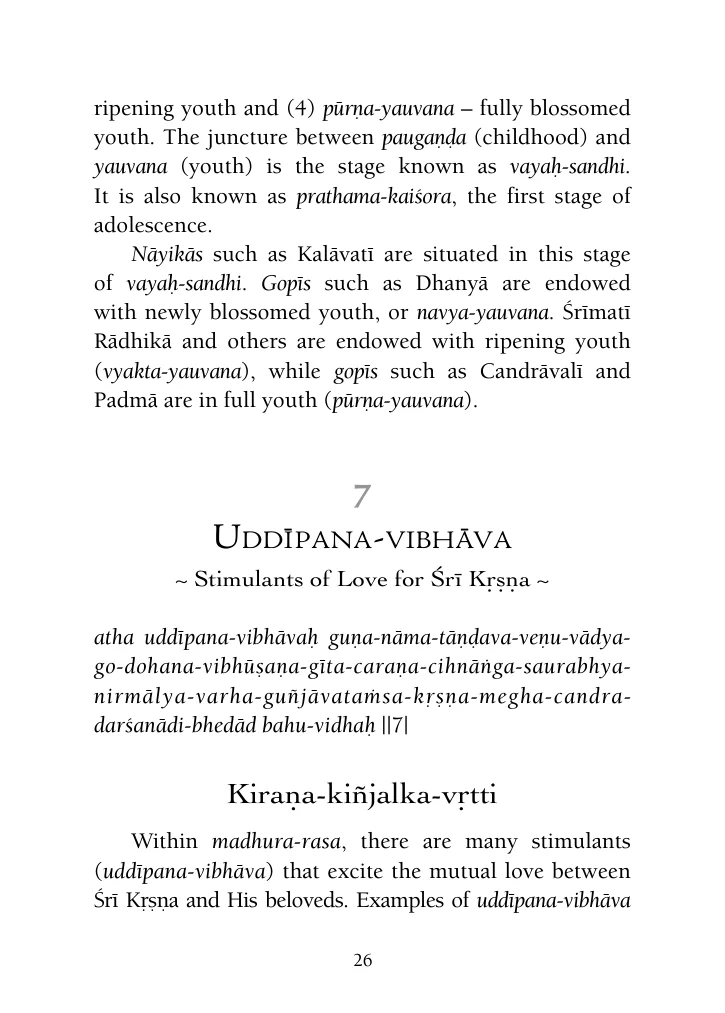 ripening youth and (4) pūrṇa-yauvana – fully blossomed
youth. The juncture between paugaṇḍa (childhood) and
yauvana (youth) is the stage known as vayaḥ-sandhi.
It is also known as prathama-kaiśora, the first stage of
adolescence.
Nāyikās such as Kalāvatī are situated in this stage
of vayaḥ-sandhi. Gopīs such as Dhanyā are endowed
with newly blossomed youth, or navya-yauvana. Śrīmatī
Rādhikā and others are endowed with ripening youth
(vyakta-yauvana), while gopīs such as Candrāvalī and
Padmā are in full youth (pūrṇa-yauvana).
7
Uddīpana-vibhāva
~ Stimulants of Love for Śrī Kṛṣṇa ~
atha uddīpana-vibhāvaḥ guṇa-nāma-tāṇḍava-veṇu-vādya-
go-dohana-vibhūṣaṇa-gīta-caraṇa-cihnāṅga-saurabhya-
nirmālya-varha-guñjāvataṁsa-kṛṣṇa-megha-candra-
darśanādi-bhedād bahu-vidhaḥ ||7|
Kiraṇa-kiñjalka-vṛtti
Within madhura-rasa, there are many stimulants
(uddīpana-vibhāva) that excite the mutual love between
Śrī Kṛṣṇa and His beloveds. Examples of uddīpana-vibhāva
26